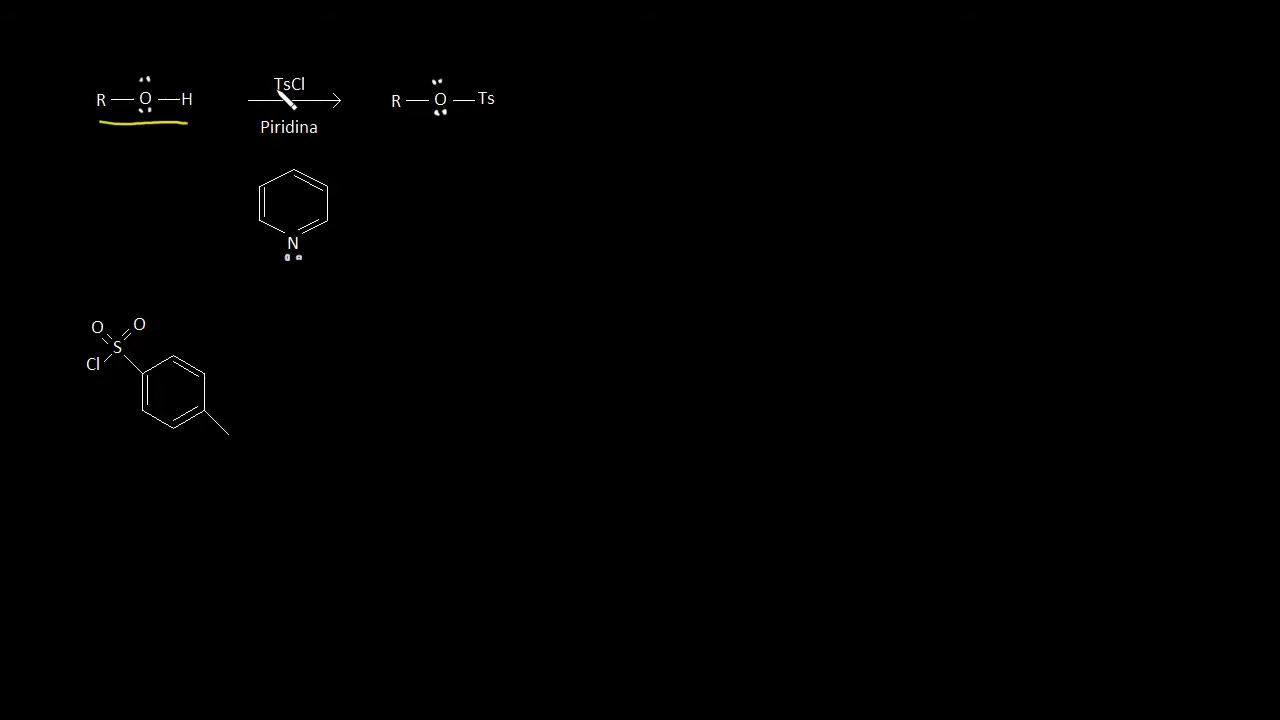 R O H
TsCl
Piridina
R O Ts
N
O O
S
Cl